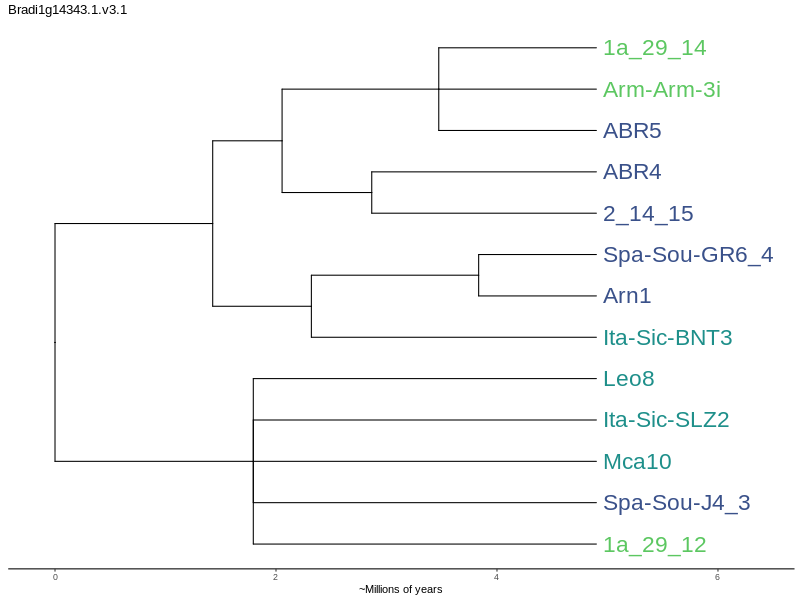 Bradi1g14343.1.v3.1
1a_29_14
Arm-Arm-3i
ABR5
ABR4
2_14_15
Spa-Sou-GR6_4
Arn1
Ita-Sic-BNT3
Leo8
Ita-Sic-SLZ2
Mca10
Spa-Sou-J4_3
1a_29_12
0 2 4 6
~Millions of years